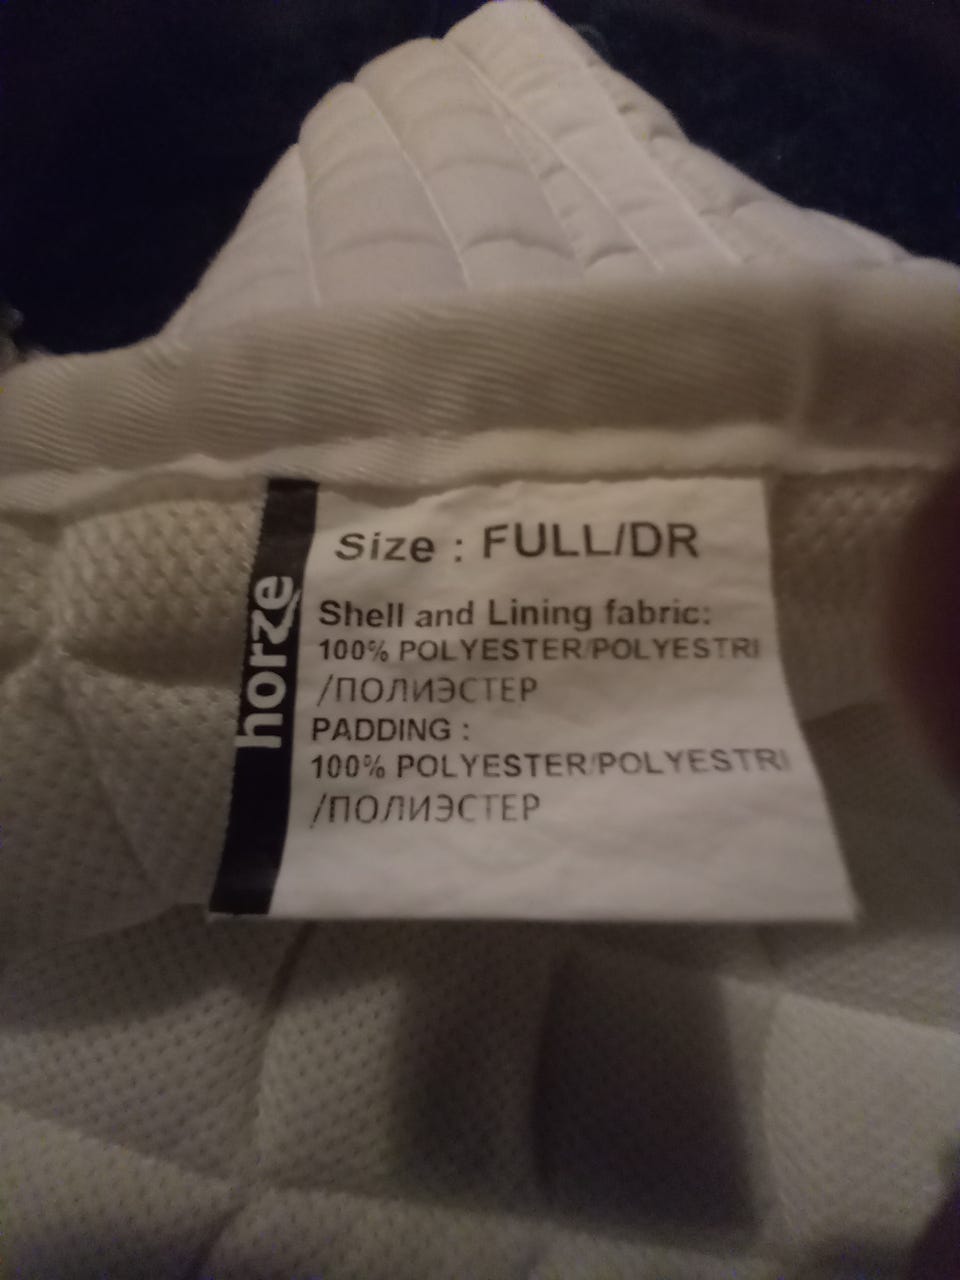 horze
Size : FULL/DR
Shell and Lining fabric:
100% POLYESTER/POLYESTRI
/ПОЛИЭСТЕР
PADDING :
100% POLYESTER/POLYESTRI
/ПОЛИЭСТЕР